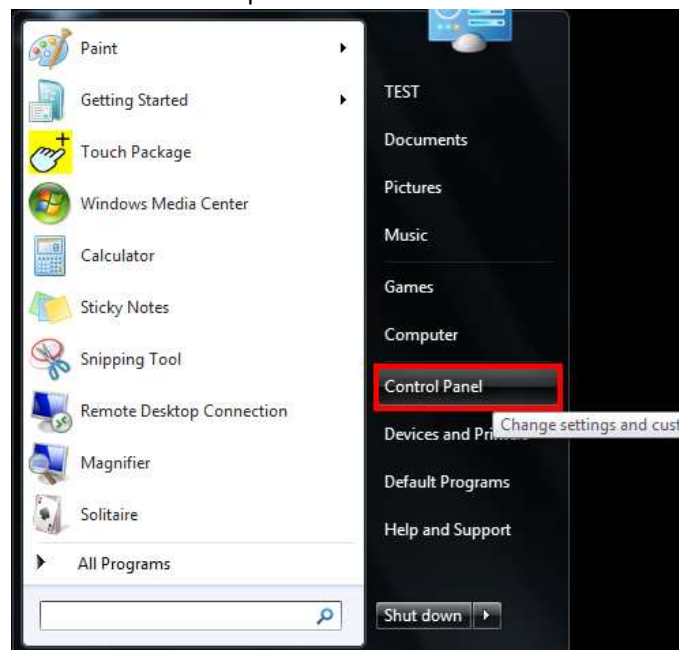 Paint
Getting Started
Touch Package
Windows Media Center
Calculator
Sticky Notes
Snipping Tool
Remote Desktop Connection
Magnifier
Solitaire
All Programs
TEST
Documents
Pictures
Music
Games
Computer
Control Panel
Change settings and cust
Devices and
Default Programs
Help and Support
Shut down